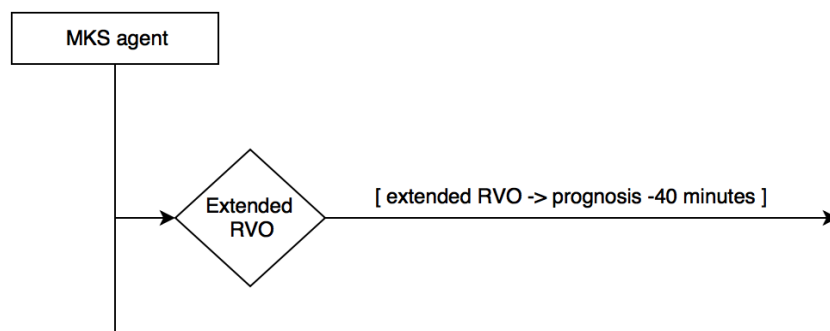 MKS agent
[ extended RVO -> prognosis -40 minutes ]
Extended
RVO